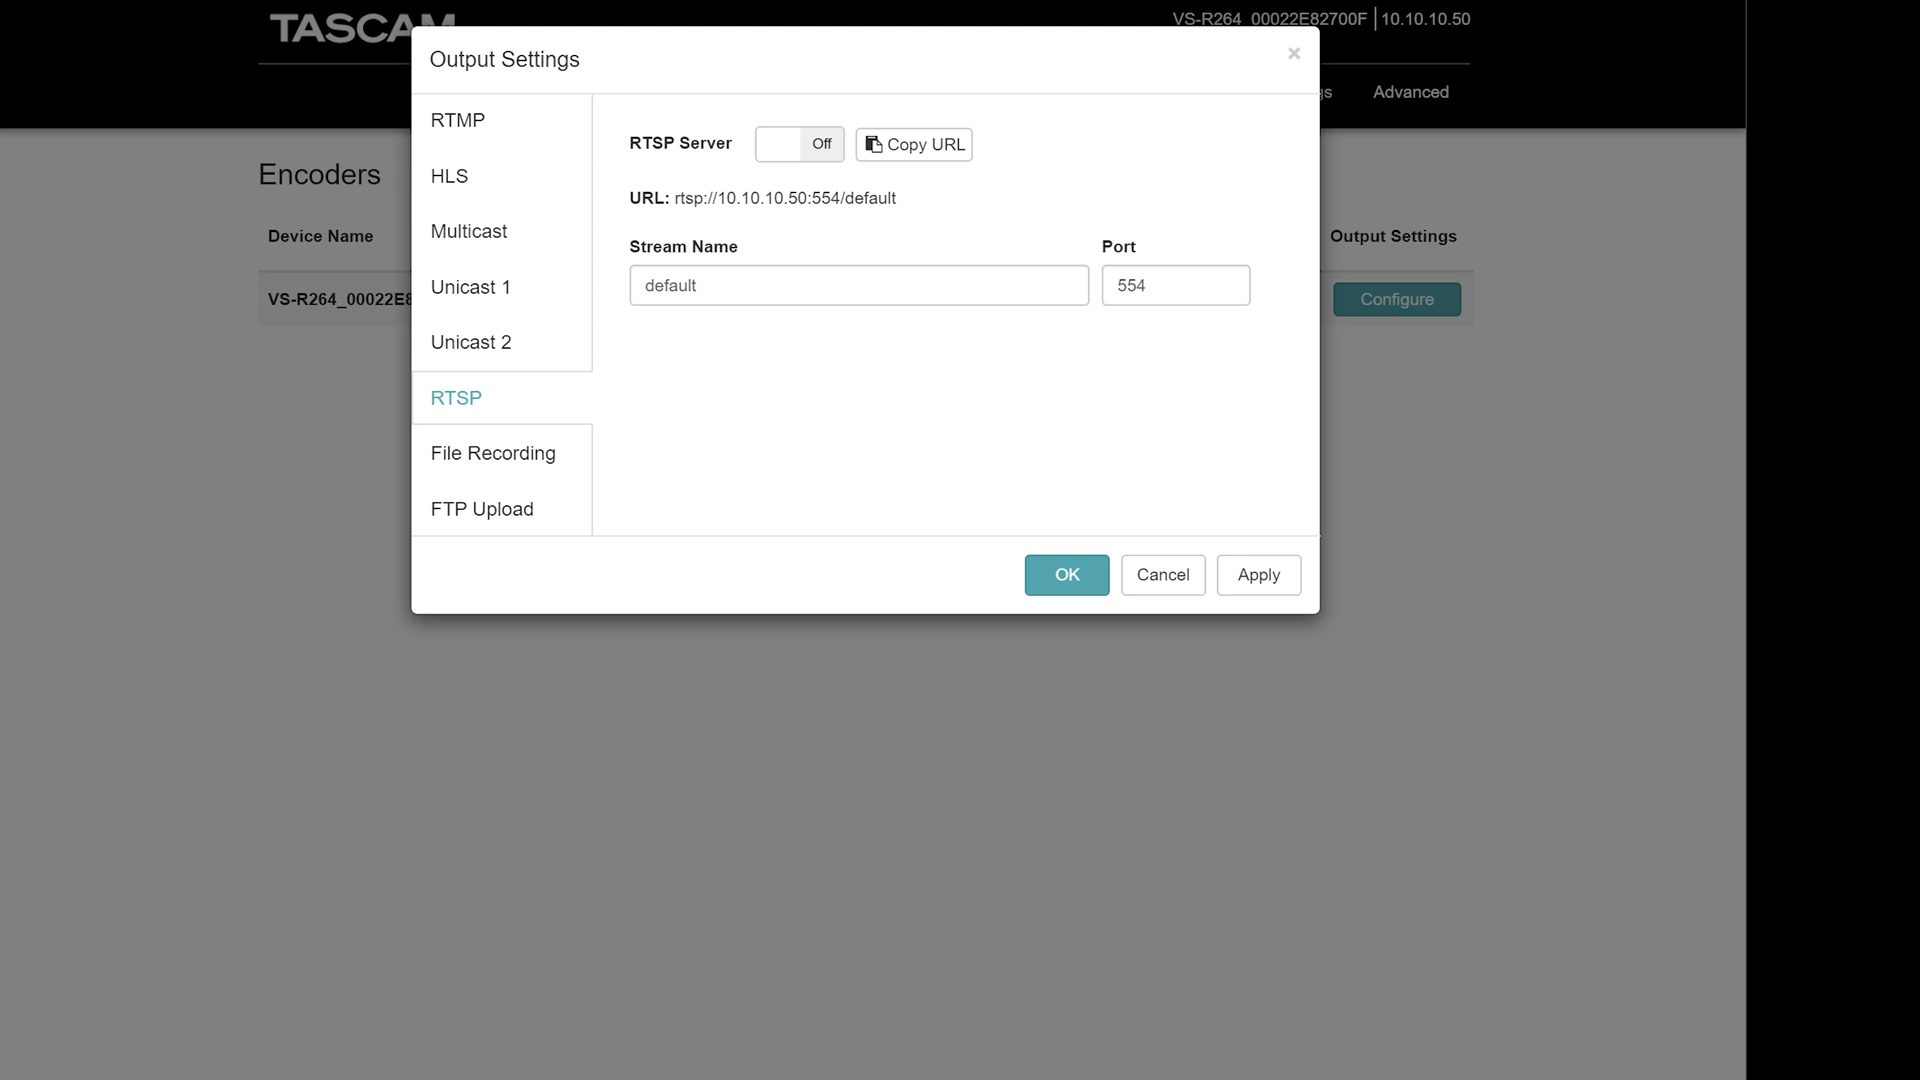 TASCAM
VS-R264_00022E82700F | 10.10.10.50
Output Settings
×
Advanced
RTMP
HLS
Multicast
Unicast 1
Unicast 2
RTSP
File Recording
FTP Upload
RTSP Server Off Copy URL
URL: rtsp://10.10.10.50:554/default
Stream Name Port
default 554
OK Cancel Apply
Encoders
Device Name Output Settings
VS-R264_00022E8 Configure